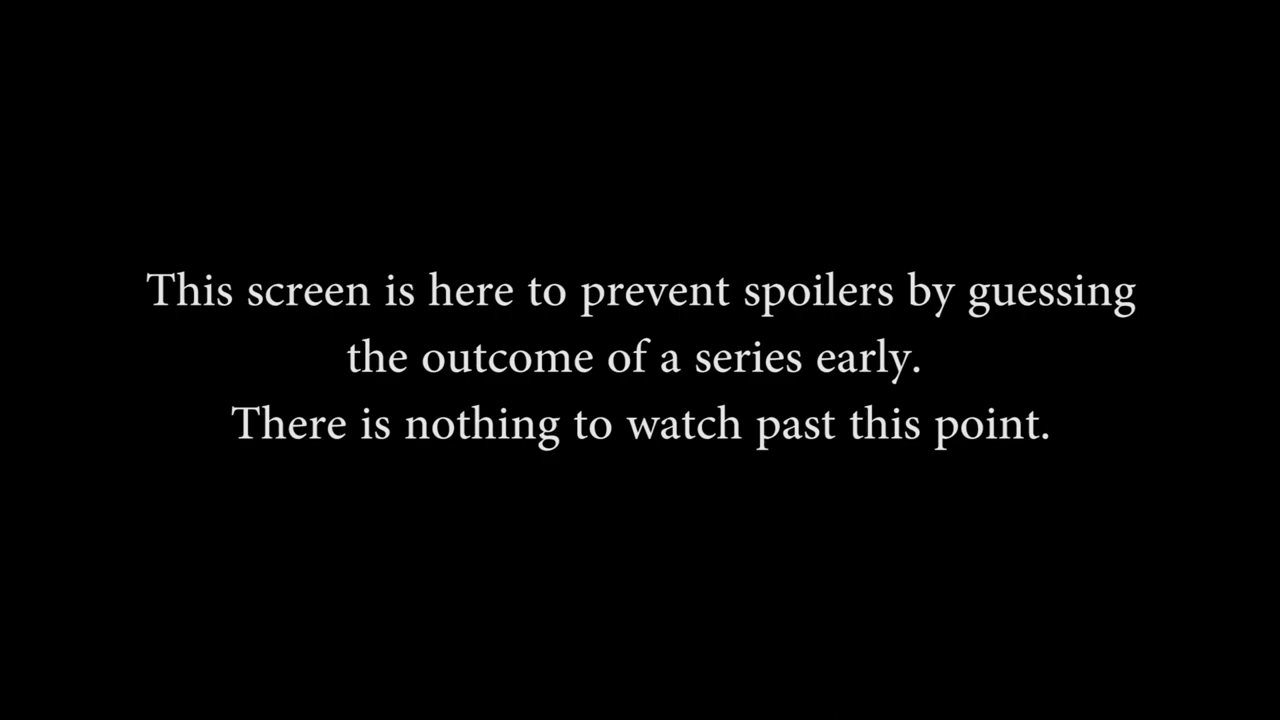 This screen is here to prevent spoilers by guessing
the outcome of a series early.
There is nothing to watch past this point.